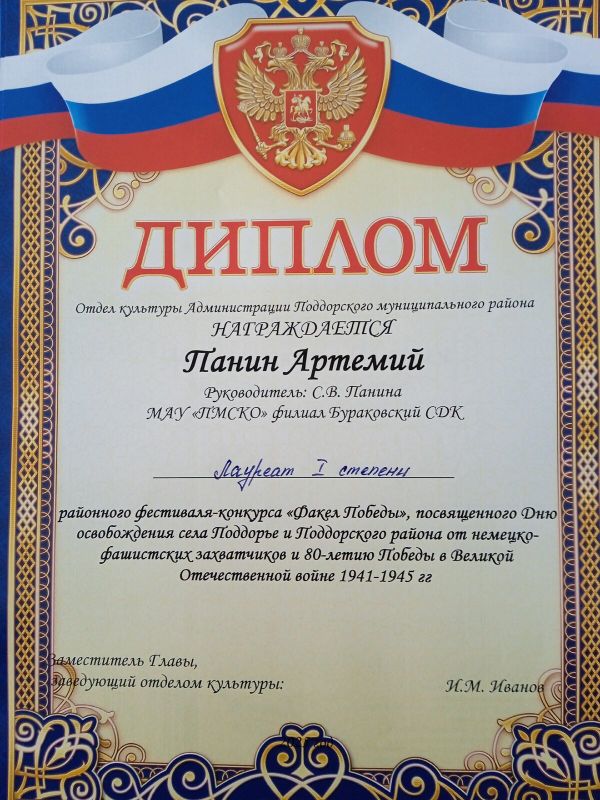 ДИПЛОМ
Отдел культуры Администрации Поддорского муниципального района
НАГРАЖДАЕТСЯ
Панин Артемий
Руководитель: С.В. Панина
МАУ «ПМСКО» филиал Бураковский СДК
Лауреат I степени
районного фестиваля-конкурса «Факел Победы», посвященного Дню
освобождения села Поддорье и Поддорского района от немецко-
фашистских захватчиков и 80-летию Победы в Великой
Отечественной войне 1941-1945 гг
Заместитель Главы,
заведующий отделом культуры:
И.М. Иванов